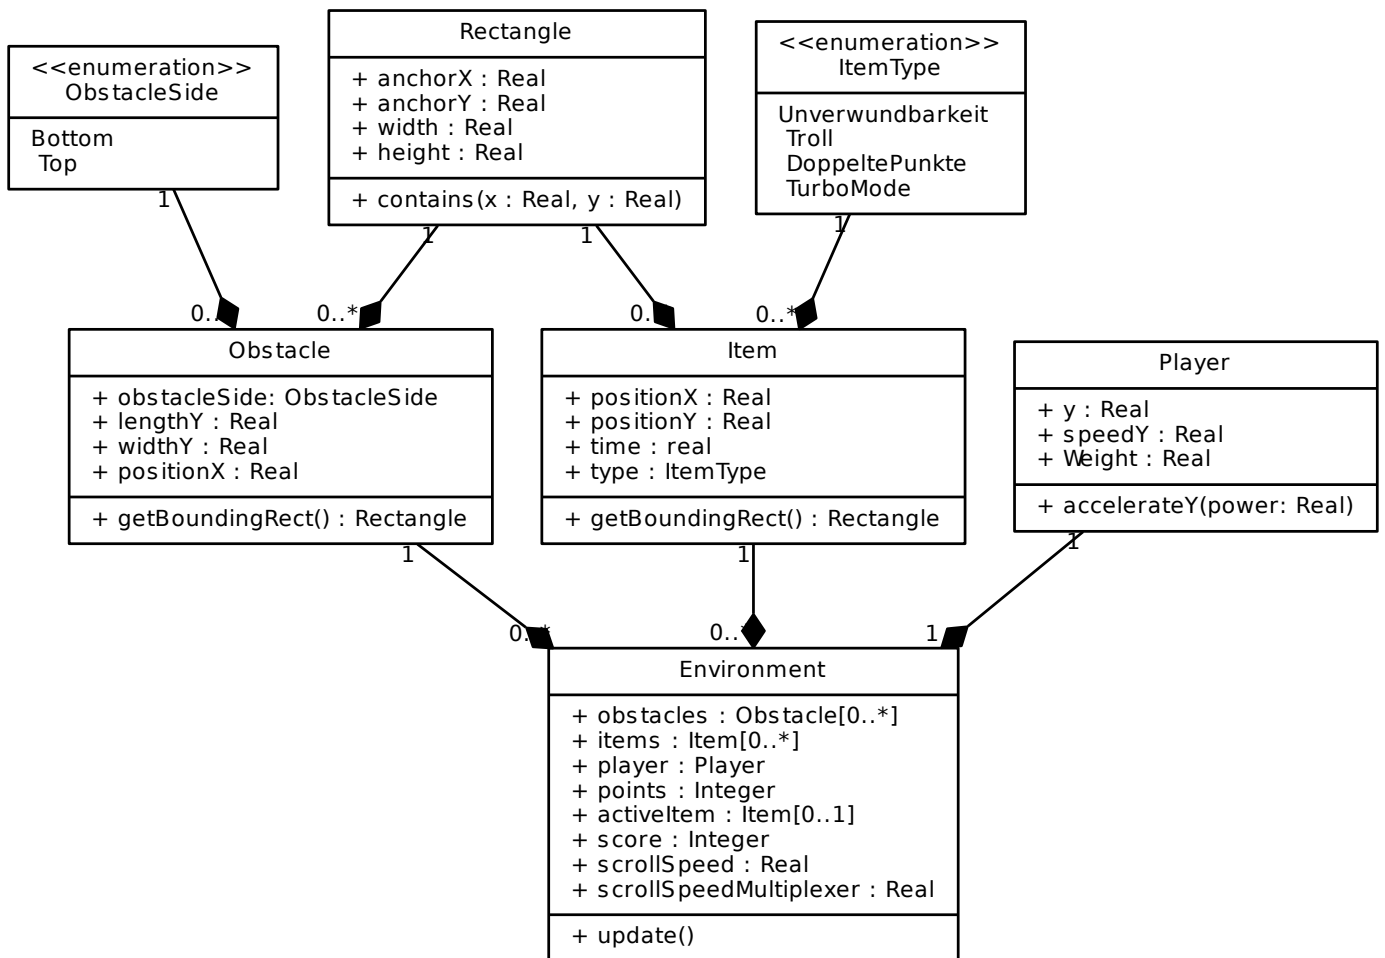 <<enumeration>>
ObstacleSide
Bottom
Top
Rectangle
+ anchorX : Real
+ anchorY : Real
+ width : Real
+ height : Real
+ contains(x : Real, y : Real)
<<enumeration>>
ItemType
Unverwundbarkeit
Troll
DoppeltePunkte
TurboMode
1
1
1
1
0..
0..*
0..
0..*
Obstacle
+ obstacleSide: ObstacleSide
+ lengthY : Real
+ widthY : Real
+ positionX : Real
+ getBoundingRect() : Rectangle
Item
+ positionX : Real
+ positionY : Real
+ time : real
+ type : ItemType
+ getBoundingRect() : Rectangle
Player
+ y : Real
+ speedY : Real
+ Weight : Real
+ accelerateY(power: Real)
1
1
1
0..*
0..
1
Environment
+ obstacles : Obstacle[0..*]
+ items : Item[0..*]
+ player : Player
+ points : Integer
+ activeItem : Item[0..1]
+ score : Integer
+ scrollSpeed : Real
+ scrollSpeedMultiplexer : Real
+ update()